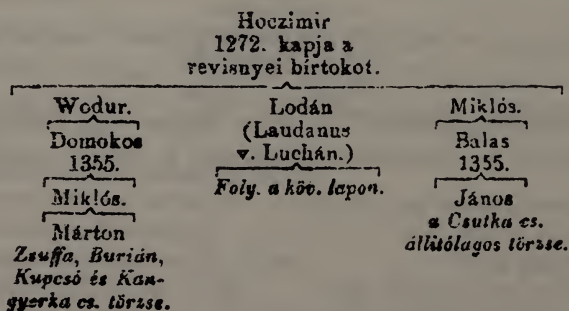 Hoczimir
1272. kapja a
revisnyei birtokot.
Wodur.
Domokos
1355.
Miklós.
Márton
Zsuffa, Burián,
Kupcsó és Kan-
gyerka cs. törzse.
Lodán
(Laudanus
v. Luchán.)
Foly. a köv. lapon.
Miklós.
Balas
1355.
János
a Csutka cs.
állitólagos törzse.